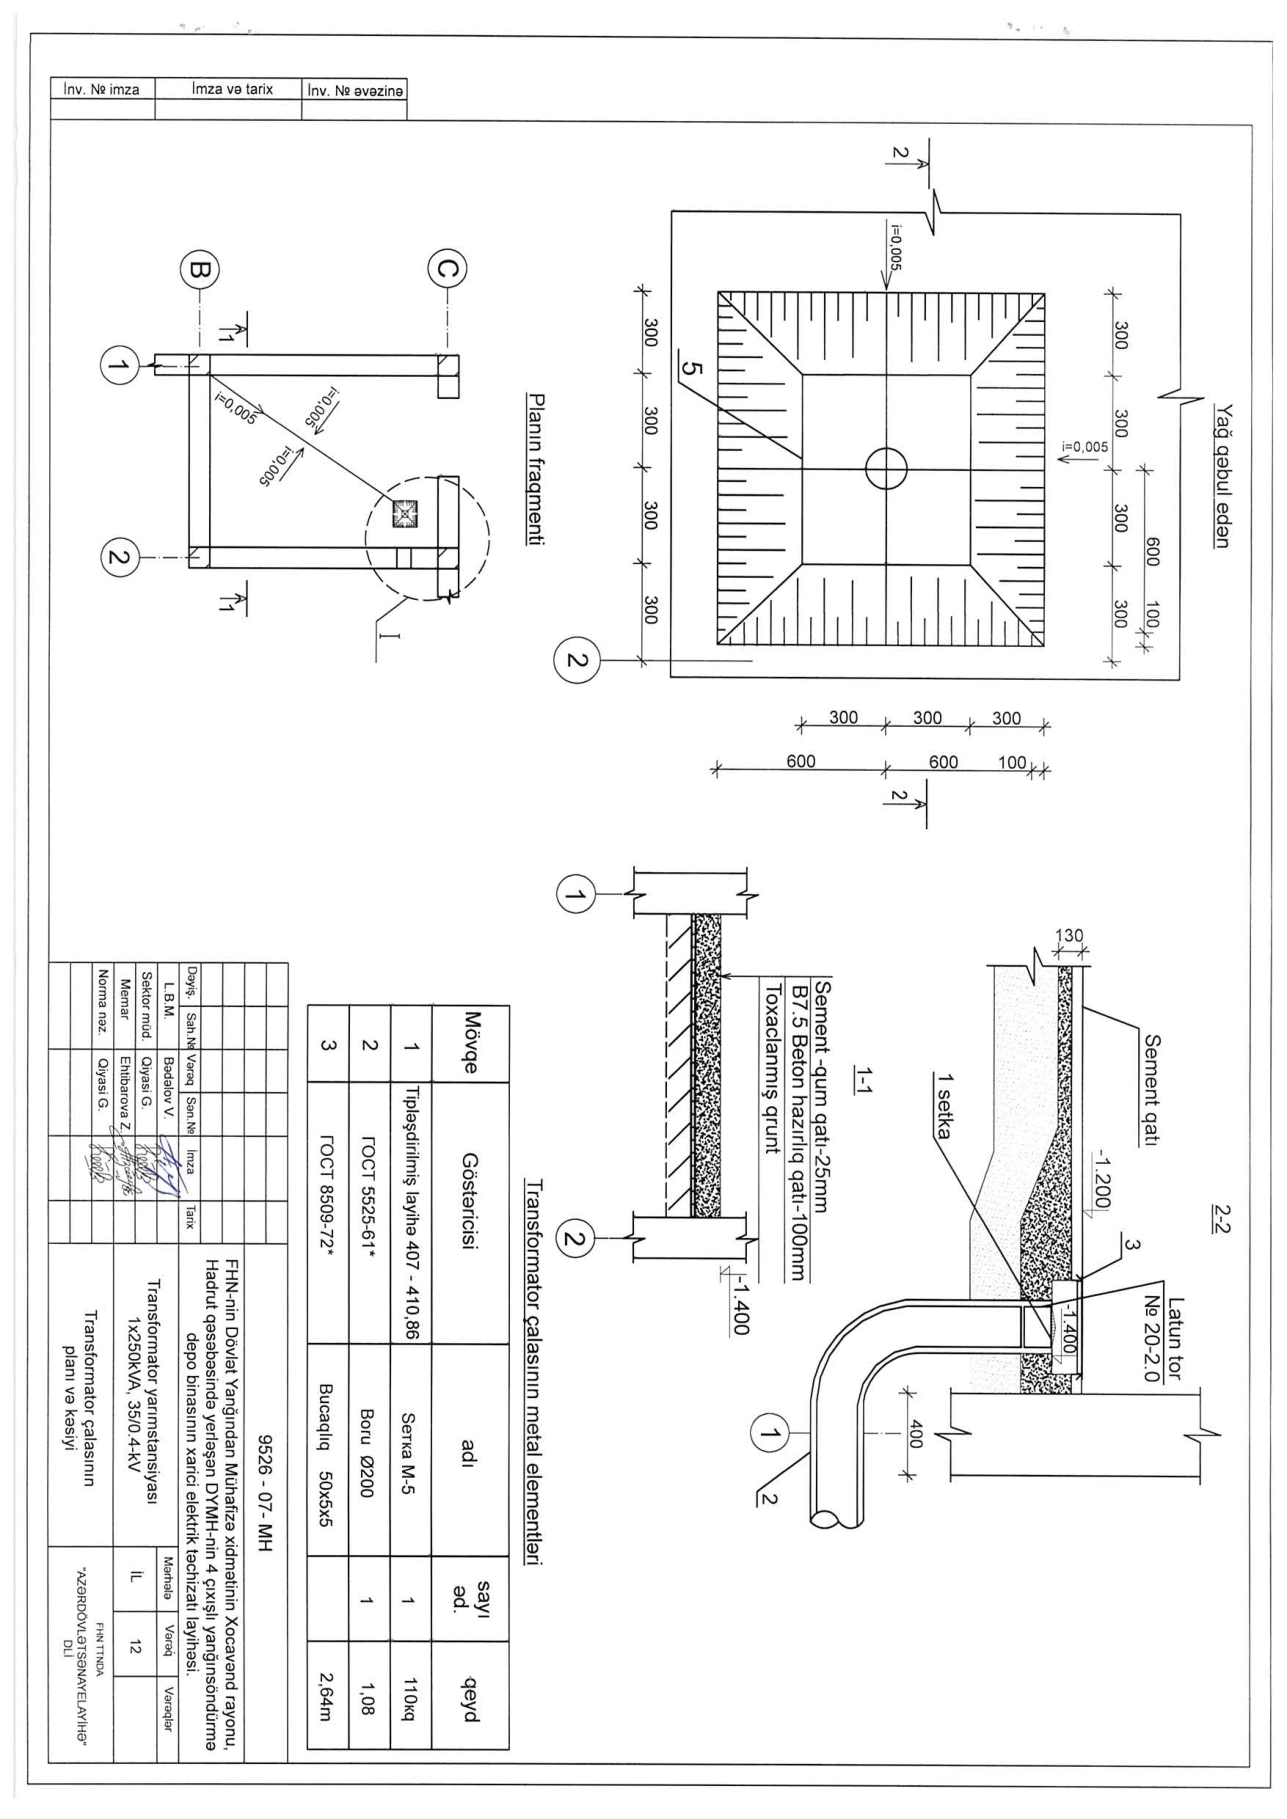 İnv. № imza
İmza və tarix
İnv. № əvəzinə
Yağ qəbul edən
2
2
i=0,005
i=0,005
300
300
300
300
600
100
300
300
300
300
5
2
300
300
300
600
600
100
Planın fraqmenti
C
B
1
2
1
1
i=0,005
i=0,005
i=0,005
I
2-2
Sement qatı
-1.200
3
Latun tor
№ 20-2.0
130
1 setka
-1.400
400
1
2
1-1
Sement -qum qatı-25mm
B7.5 Beton hazırlıq qatı-100mm
Toxaclanmış qrunt
-1.400
1
2
Transformator çalasının metal elementləri
Mövqe Göstəricisi adı sayı əd. qeyd
1 Tipləşdirilmiş layihə 407 - 410,86 Seтка M-5 1 110кq
2 ГОСТ 5525-61* Boru Ø200 1 1,08
3 ГОСТ 8509-72* Bucaqlıq 50x5x5 2,64m
9526 - 07- MH
FHN-nin Dövlət Yanğından Mühafizə xidmətinin Xocavənd rayonu,
Hadrut qəsəbəsində yerləşən DYMH-nin 4 çıxışlı yanğınsöndürmə
depo binasının xarici elektrik təchizatı layihəsi.
Dəyiş. Sah.№ Vərəq Sən.№ İmza Tarix
L.B.M. Bədəlov V.
Sektor müd. Qiyasi G.
Memar Ehtibarova Z.
Norma nəz. Qiyasi G.
Transformator yarımstansiyası
1x250kVA, 35/0.4-kV
Mərhələ Vərəq Vərəqlər
İL 12
Transformator çalasının
planı və kəsiyi
FHN TTNDA
"AZƏRDÖVLƏTSƏNAYELAYİHƏ"
DLİ